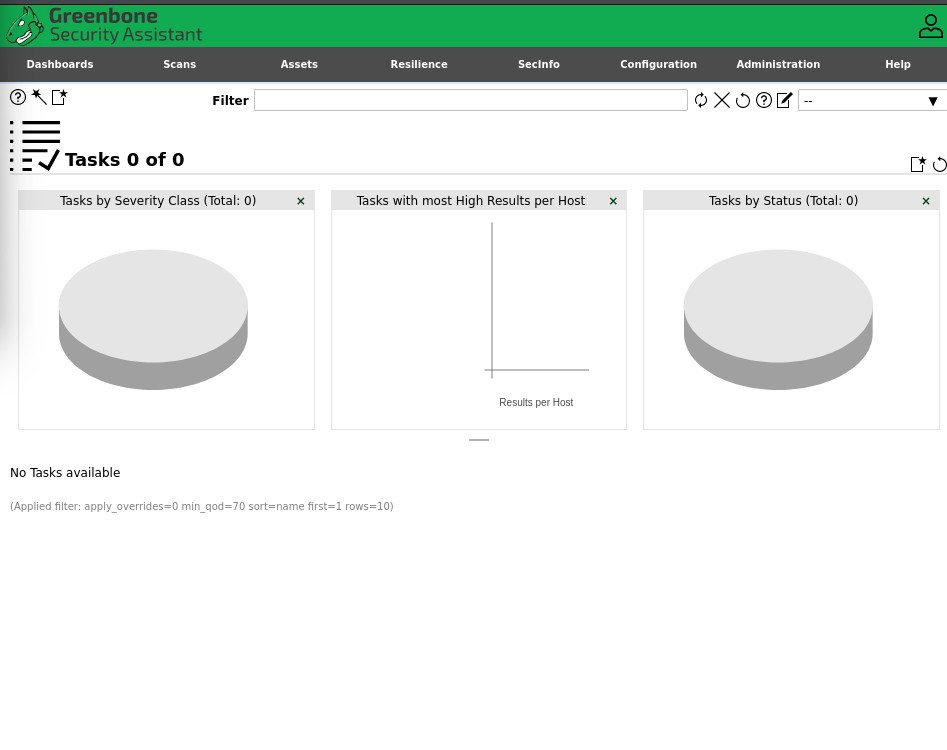 Greenbone
Security Assistant
Dashboards Scans Assets Resilience SecInfo Configuration Administration Help
Filter --
Tasks 0 of 0
Tasks by Severity Class (Total: 0) × Tasks with most High Results per Host × Tasks by Status (Total: 0) ×
Results per Host
No Tasks available
(Applied filter: apply_overrides=0 min_qod=70 sort=name first=1 rows=10)